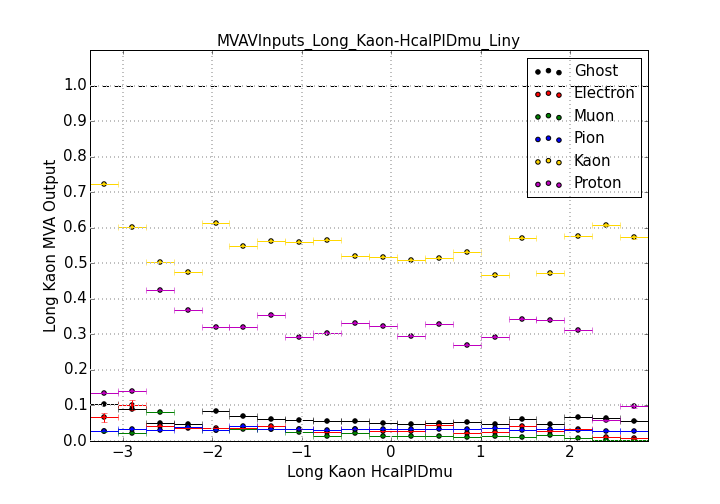 MVAVInputs_Long_Kaon-HcalPIDmu_Liny
Ghost
Electron
Muon
Pion
Kaon
Proton
Long Kaon MVA Output
1.0
0.9
0.8
0.7
0.6
0.5
0.4
0.3
0.2
0.1
0.0
−3 −2 −1 0 1 2
Long Kaon HcalPIDmu